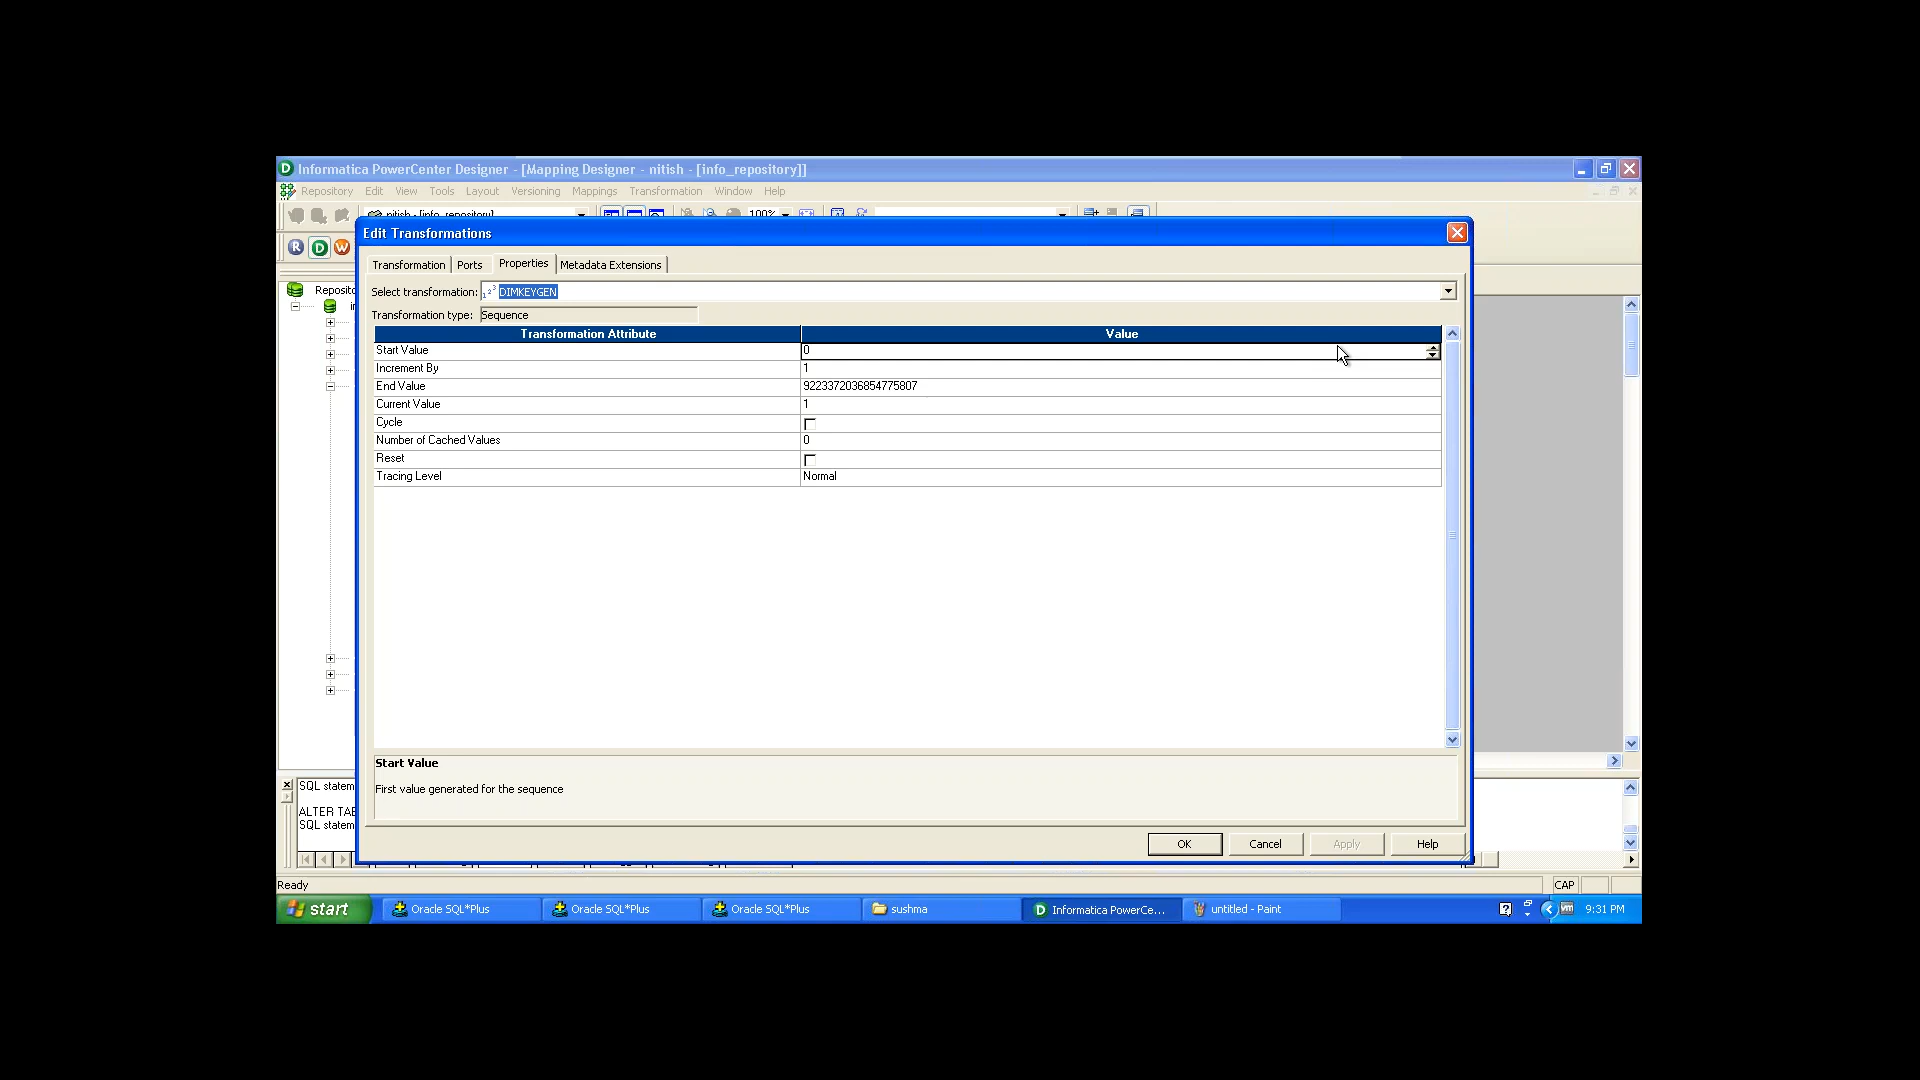 Informatica PowerCenter Designer - [Mapping Designer - nitish - [info_repository]]
Repository Edit View Tools Layout Versioning Mappings Transformation Window Help
nitish - [info_repository] 100%
Edit Transformations
R D W
Transformation Ports Properties Metadata Extensions
Select transformation: DIMKEYGEN
Transformation type: Sequence
Transformation Attribute Value
Start Value 0
Increment By 1
End Value 9223372036854775807
Current Value 1
Cycle
Number of Cached Values 0
Reset
Tracing Level Normal
Start Value
First value generated for the sequence
SQL
ALTER
SQL
OK Cancel Apply Help
Ready CAP
start Oracle SQL*Plus Oracle SQL*Plus Oracle SQL*Plus sushma Informatica PowerCe... untitled - Paint 9:31 PM